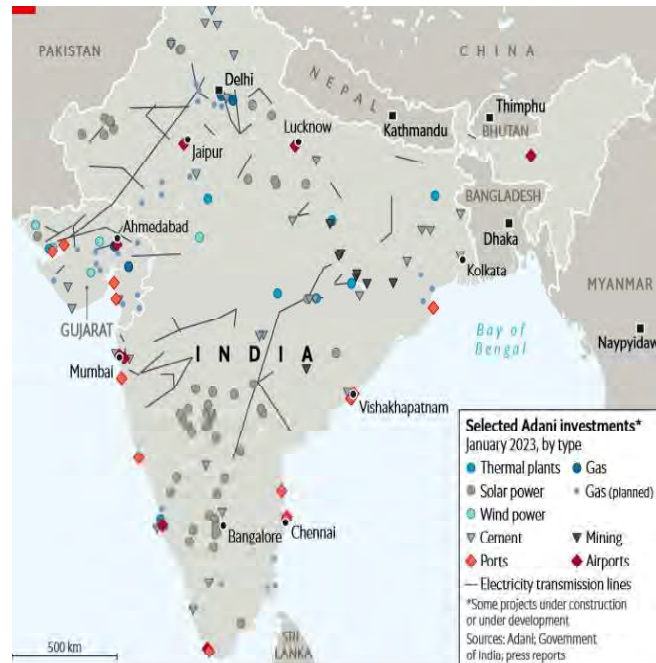 PAKISTAN
CHINA
NEPAL
Delhi
Thimphu
BHUTAN
Kathmandu
Lucknow
Jaipur
BANGLADESH
Ahmedabad
Dhaka
Kolkata
MYANMAR
GUJARAT
Bay of
Bengal
Naypyidaw
INDIA
Mumbai
Vishakhapatnam
Bangalore
Chennai
SRI
LANKA
500 km
Selected Adani investments*
January 2023, by type
Thermal plants Gas
Solar power Gas (planned)
Wind power
Cement Mining
Ports Airports
Electricity transmission lines
*Some projects under construction
or under development
Sources: Adani; Government
of India; press reports